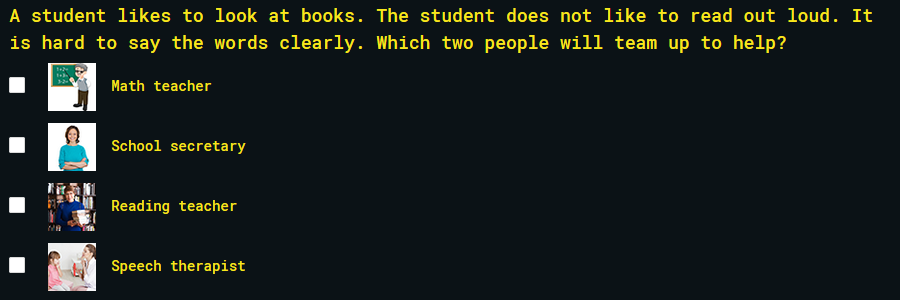 A student likes to look at books. The student does not like to read out loud. It
is hard to say the words clearly. Which two people will team up to help?
Math teacher
School secretary
Reading teacher
Speech therapist